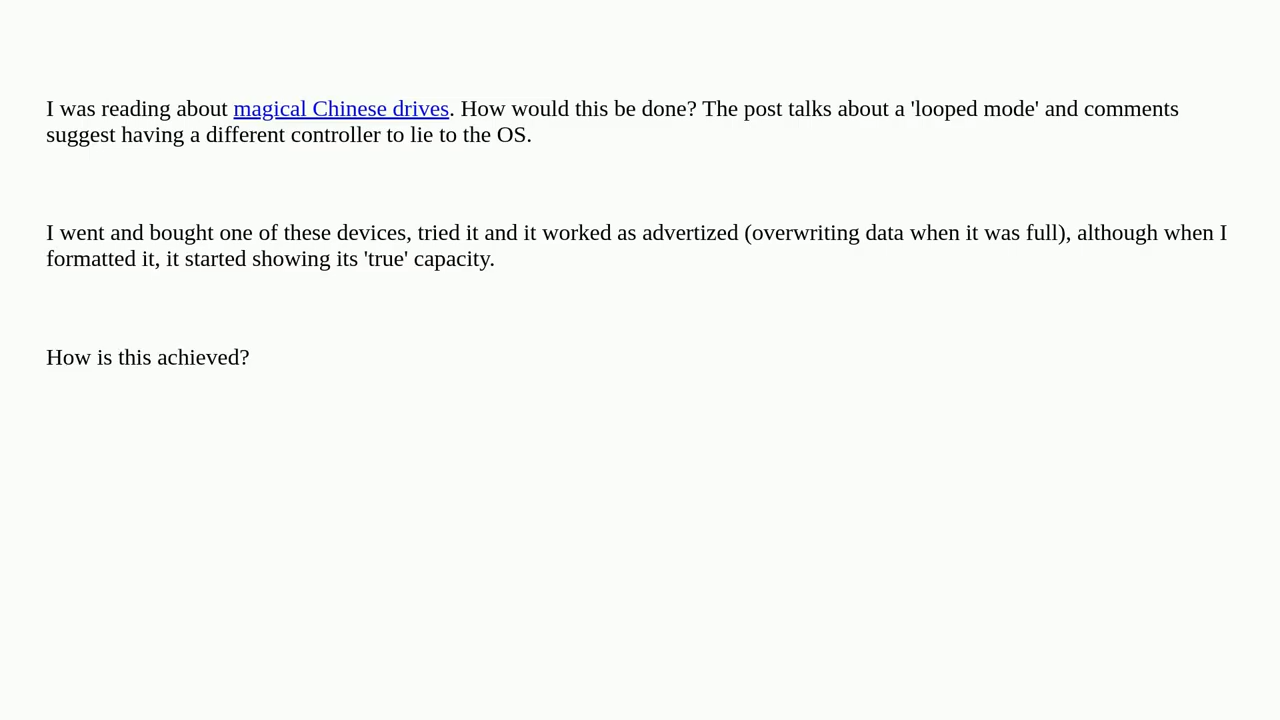 I was reading about magical Chinese drives. How would this be done? The post talks about a 'looped mode' and comments
suggest having a different controller to lie to the OS.
I went and bought one of these devices, tried it and it worked as advertized (overwriting data when it was full), although when I
formatted it, it started showing its 'true' capacity.
How is this achieved?